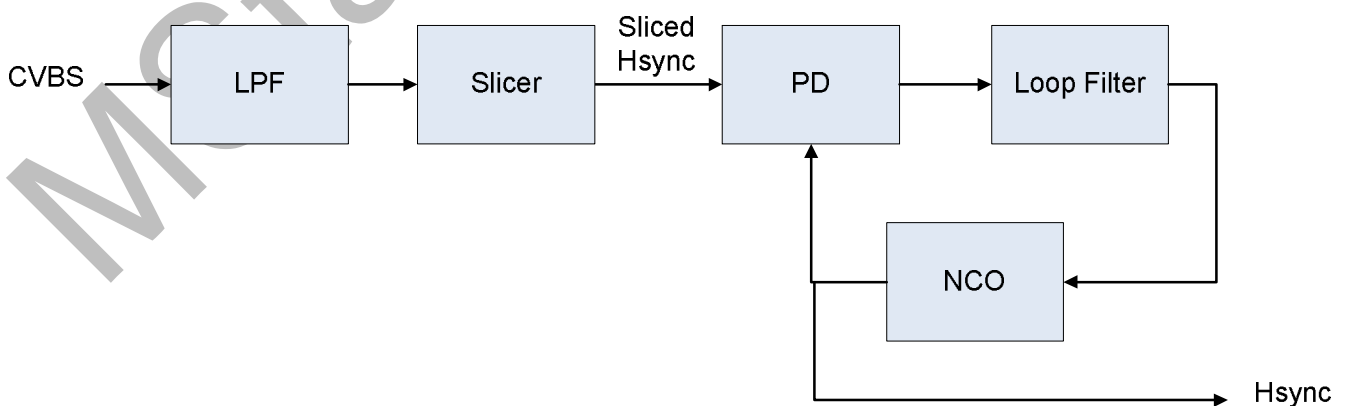 CVBS
LPF
Slicer
Sliced
Hsync
PD
Loop Filter
NCO
Hsync